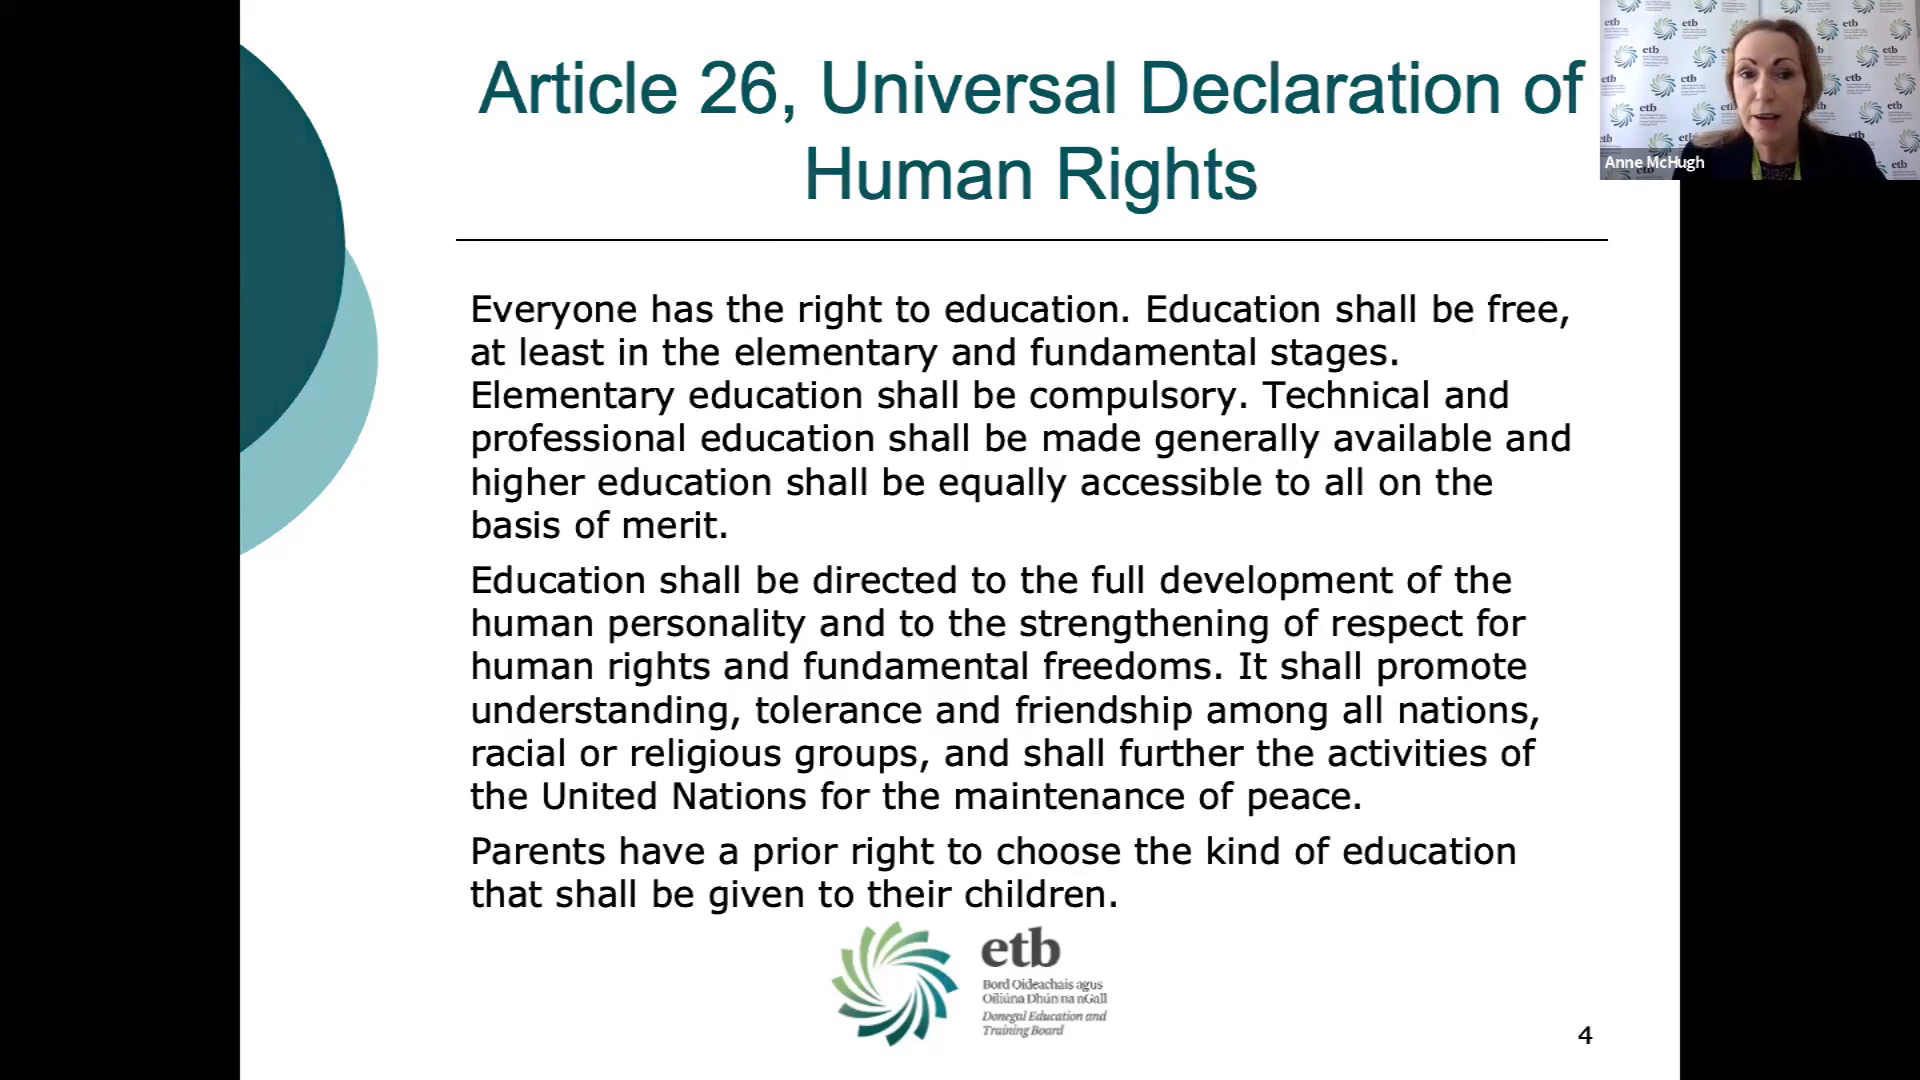 Article 26, Universal Declaration of
Human Rights
Anne McHugh
Everyone has the right to education. Education shall be free,
at least in the elementary and fundamental stages.
Elementary education shall be compulsory. Technical and
professional education shall be made generally available and
higher education shall be equally accessible to all on the
basis of merit.
Education shall be directed to the full development of the
human personality and to the strengthening of respect for
human rights and fundamental freedoms. It shall promote
understanding, tolerance and friendship among all nations,
racial or religious groups, and shall further the activities of
the United Nations for the maintenance of peace.
Parents have a prior right to choose the kind of education
that shall be given to their children.
etb
Bord Oideachais agus
Oiliúna Dhún na nGall
Donegal Education and
Training Board
4